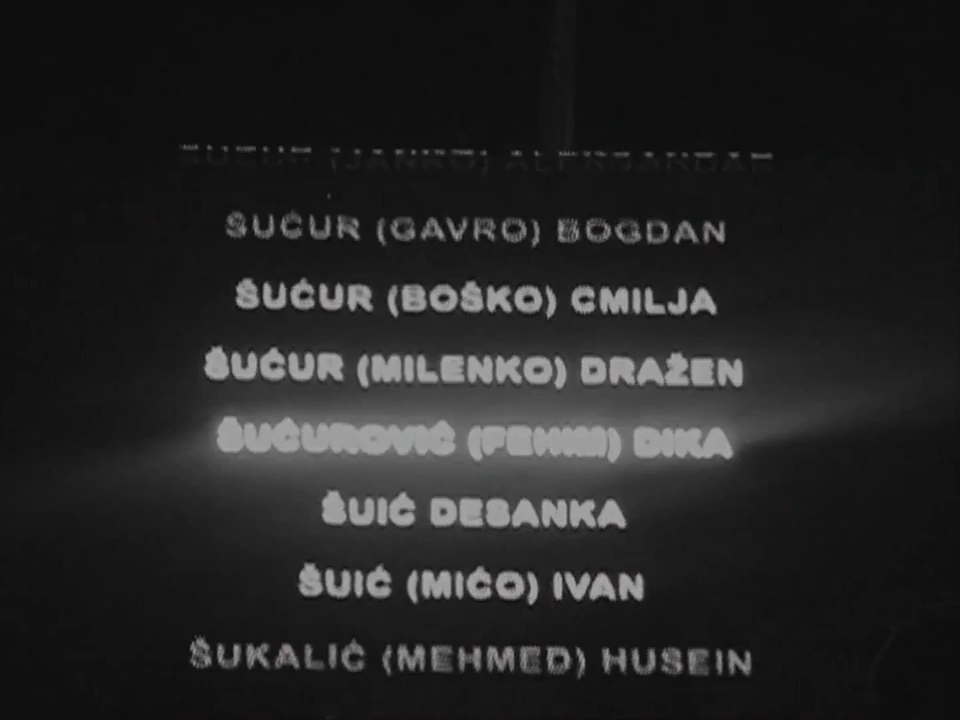 ŠUĆUR (GAVRO) BOGDAN
ŠUĆUR (BOŠKO) CMILJA
ŠUĆUR (MILENKO) DRAŽEN
ŠUĆUROVIĆ (FEHIM) DIKA
ŠUIĆ DESANKA
ŠUIĆ (MIĆO) IVAN
ŠUKALIĆ (MEHMED) HUSEIN